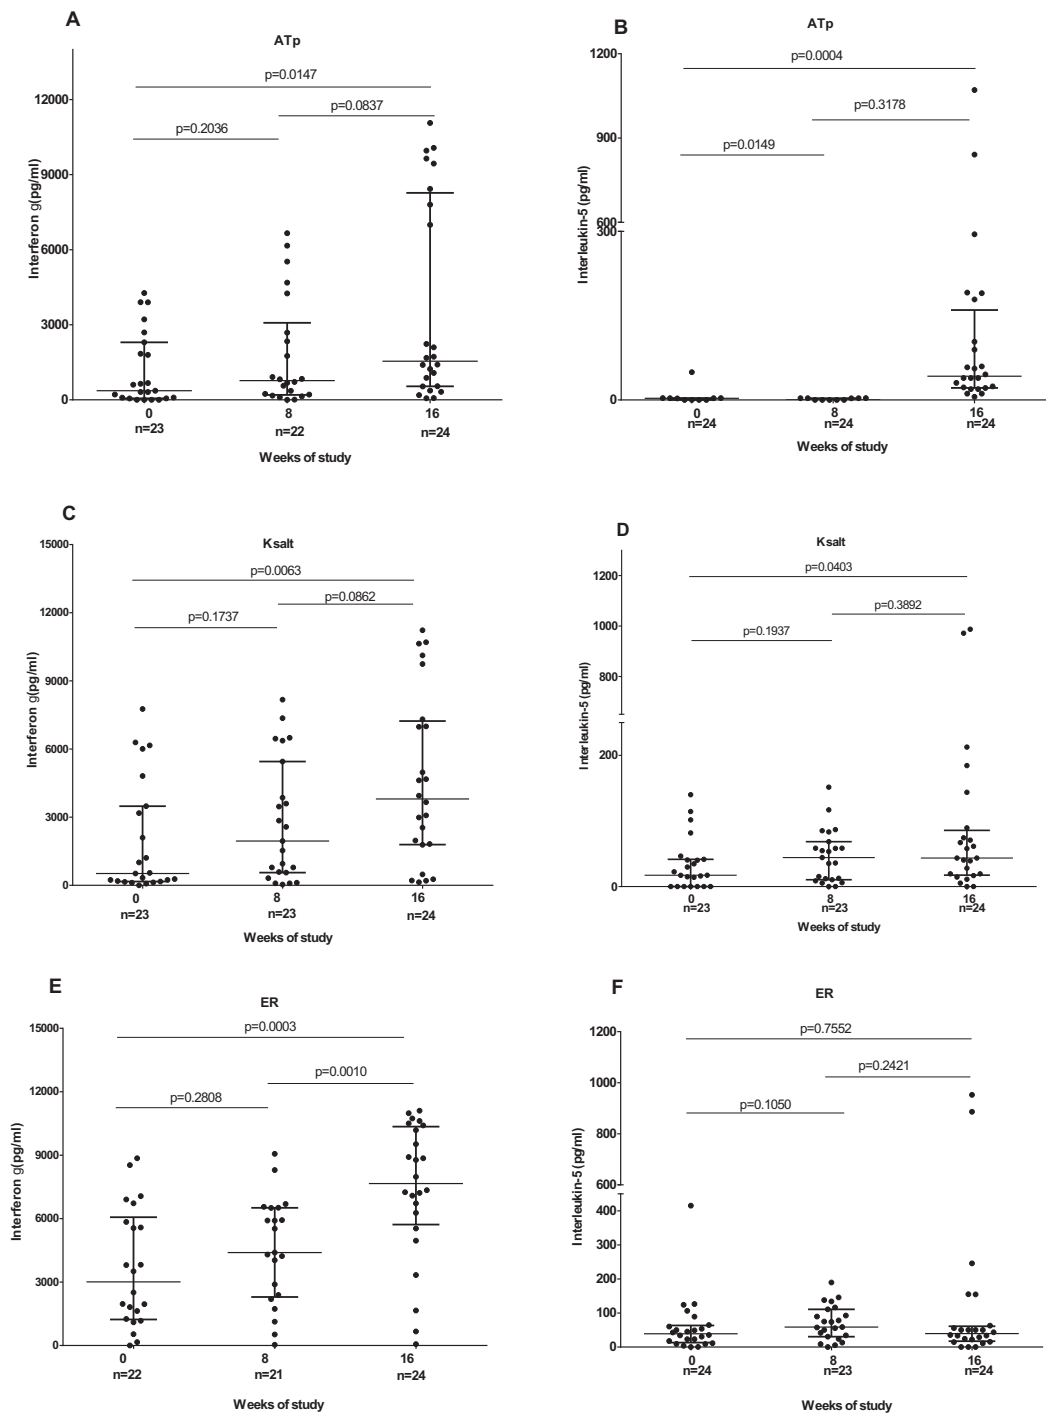 A
ATp
p=0.0147
p=0.0837
p=0.2036
12000
9000
6000
3000
0
Interferon g(pg/ml)
0
8
16
n=23
n=22
n=24
Weeks of study
B
ATp
1200
p=0.0004
p=0.3178
p=0.0149
900
600
300
0
Interleukin-5 (pg/ml)
0
8
16
n=24
n=24
n=24
Weeks of study
C
Ksalt
15000
p=0.0063
p=0.0862
p=0.1737
12000
9000
6000
3000
0
Interferon g(pg/ml)
0
8
16
n=23
n=23
n=24
Weeks of study
D
Ksalt
1200
p=0.0403
p=0.3892
p=0.1937
1000
800
200
0
Interleukin-5 (pg/ml)
0
8
16
n=23
n=23
n=24
Weeks of study
E
ER
15000
p=0.0003
p=0.0010
p=0.2808
12000
9000
6000
3000
0
Interferon g(pg/ml)
0
8
16
n=22
n=21
n=24
Weeks of study
F
ER
1200
p=0.7552
p=0.2421
p=0.1050
1000
800
600
400
300
200
100
0
Interleukin-5 (pg/ml)
0
8
16
n=24
n=23
n=24
Weeks of study